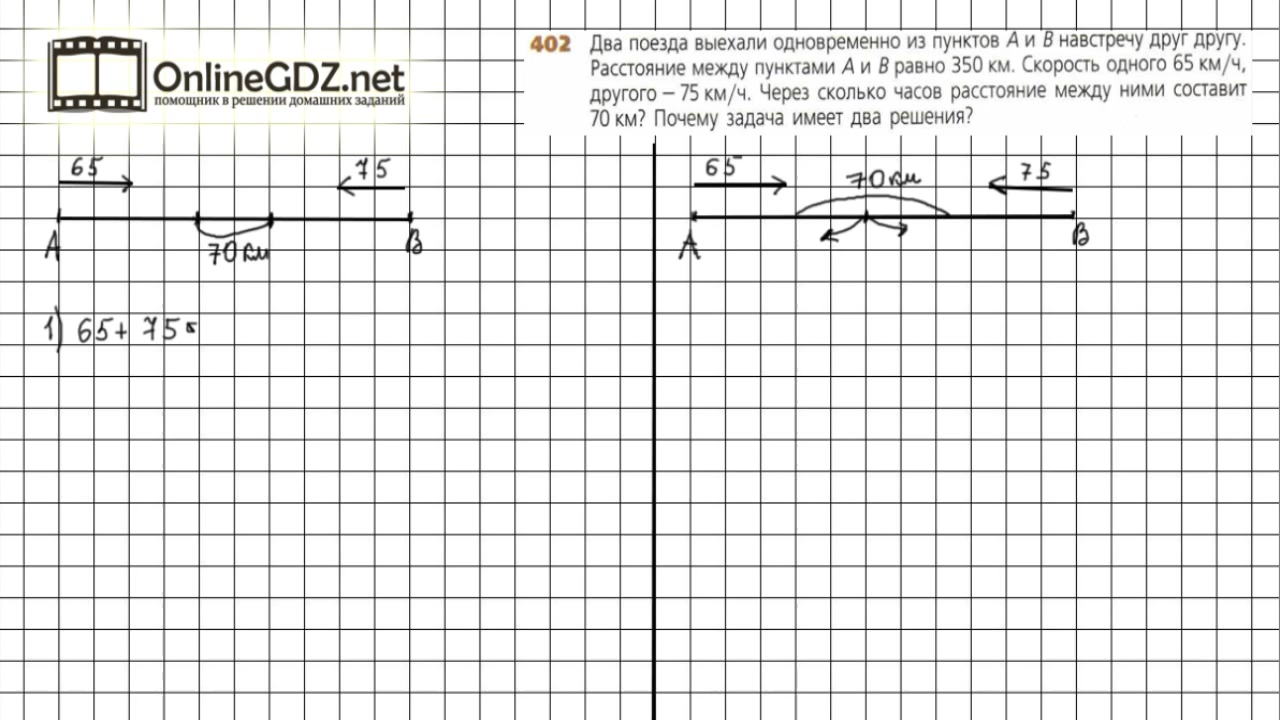 OnlineGDZ.net
помощник в решении домашних заданий
402 Два поезда выехали одновременно из пунктов A и B навстречу друг другу.
Расстояние между пунктами A и B равно 350 км. Скорость одного 65 км/ч,
другого – 75 км/ч. Через сколько часов расстояние между ними составит
70 км? Почему задача имеет два решения?
65 75
70 км
A B
65 70 км 75
A B
1) 65+ 75